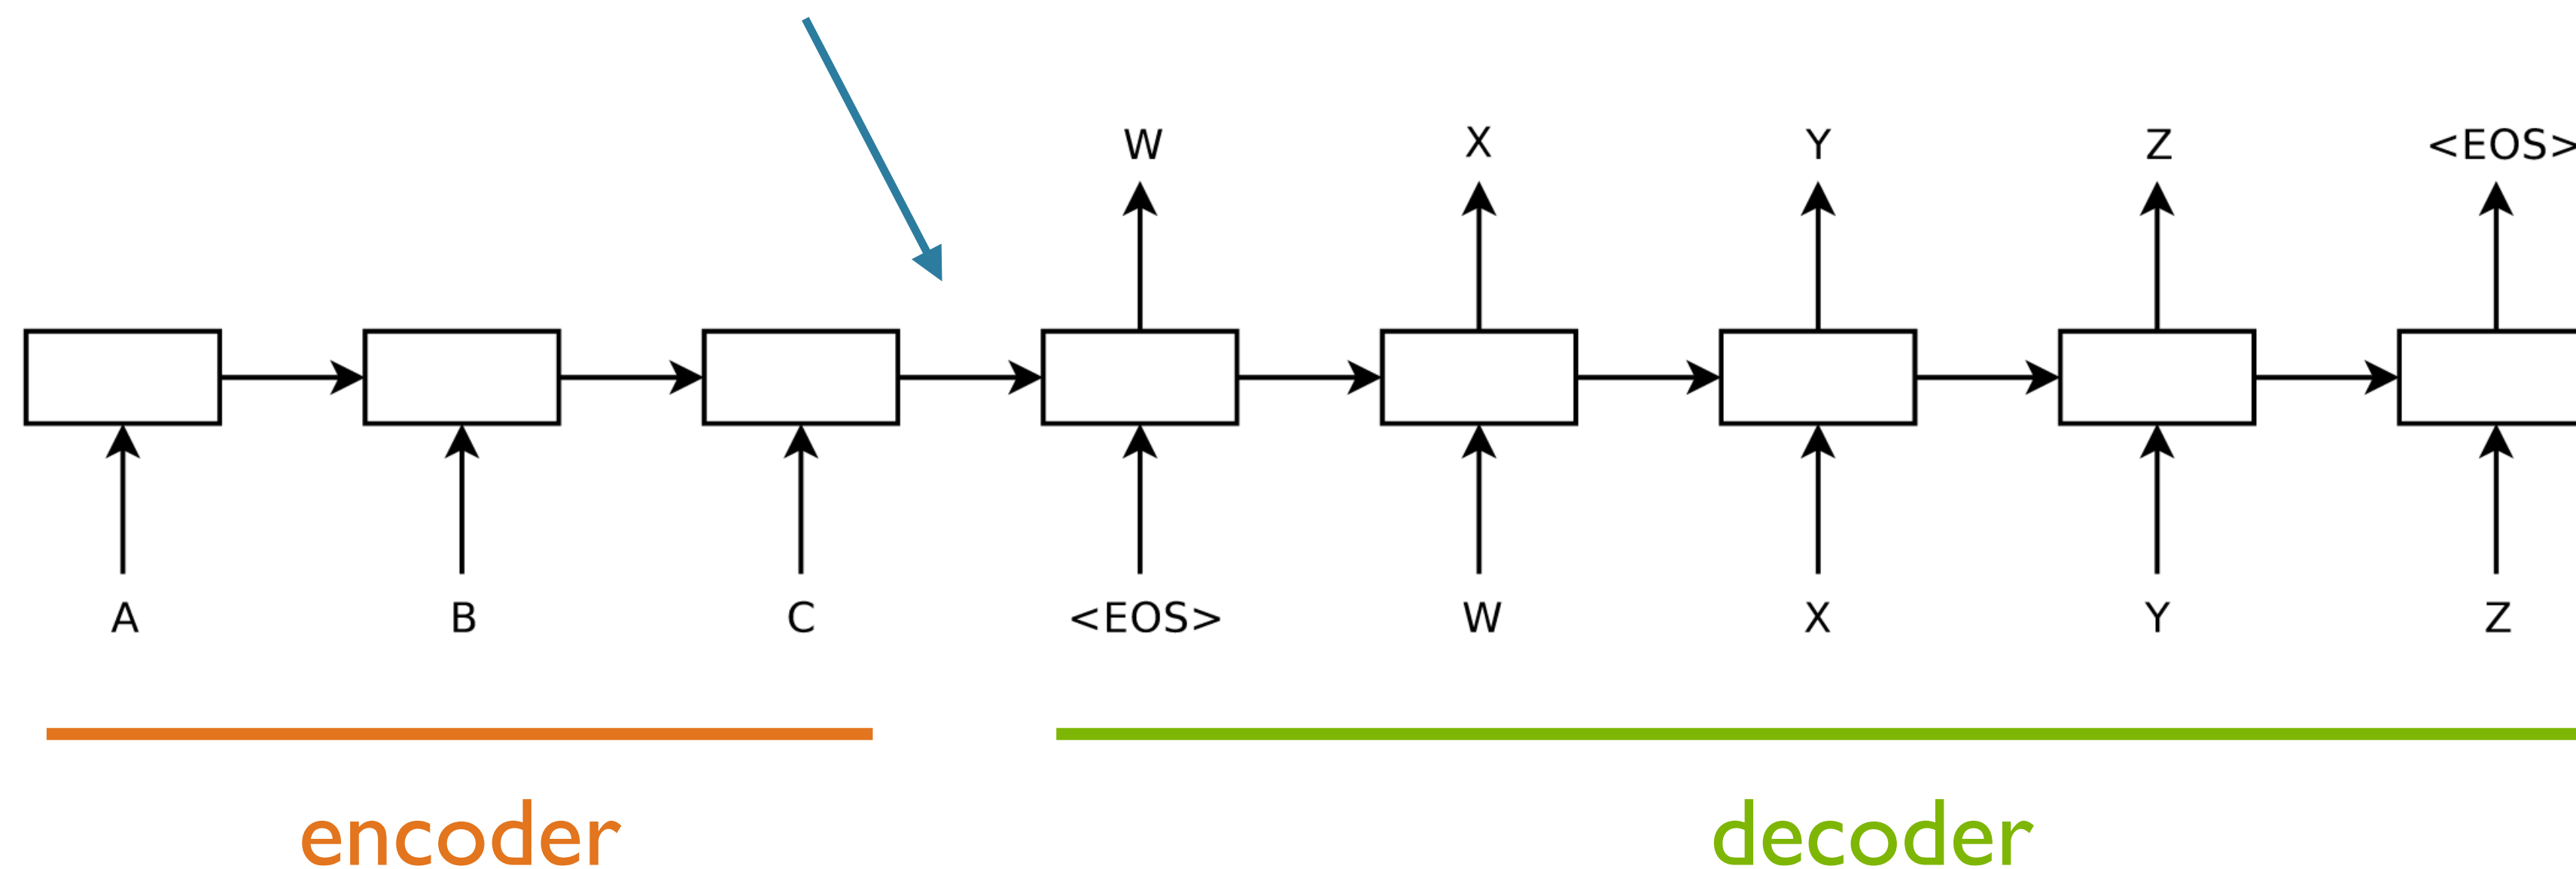 W X Y Z <EOS>
A B C <EOS> W X Y Z
encoder decoder